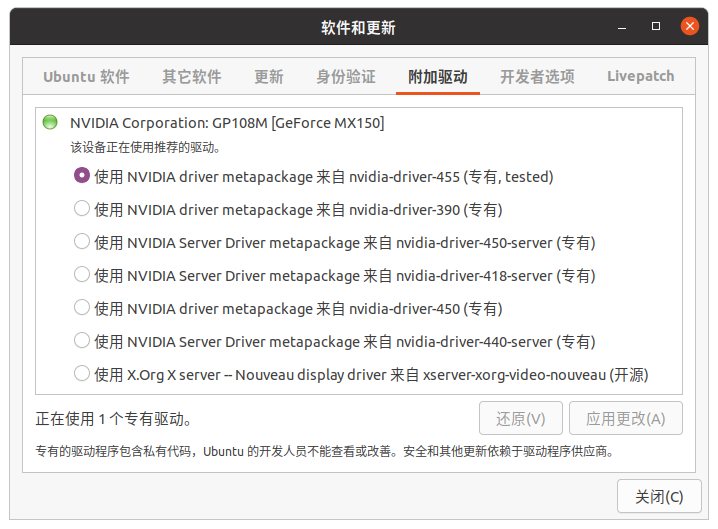 软件和更新
Ubuntu 软件 其它软件 更新 身份验证 附加驱动 开发者选项 Livepatch
NVIDIA Corporation: GP108M [GeForce MX150]
该设备正在使用推荐的驱动。
使用 NVIDIA driver metapackage 来自 nvidia-driver-455 (专有, tested)
使用 NVIDIA driver metapackage 来自 nvidia-driver-390 (专有)
使用 NVIDIA Server Driver metapackage 来自 nvidia-driver-450-server (专有)
使用 NVIDIA Server Driver metapackage 来自 nvidia-driver-418-server (专有)
使用 NVIDIA driver metapackage 来自 nvidia-driver-450 (专有)
使用 NVIDIA Server Driver metapackage 来自 nvidia-driver-440-server (专有)
使用 X.Org X server -- Nouveau display driver 来自 xserver-xorg-video-nouveau (开源)
正在使用 1 个专有驱动。 还原(V) 应用更改(A)
专有的驱动程序包含私有代码，Ubuntu 的开发人员不能查看或改善。安全和其他更新依赖于驱动程序供应商。
关闭(C)